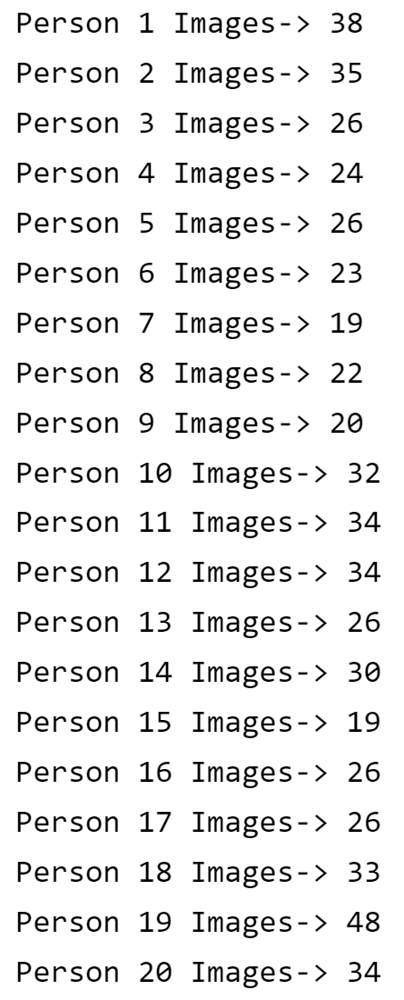 Person 1 Images-> 38
Person 2 Images-> 35
Person 3 Images-> 26
Person 4 Images-> 24
Person 5 Images-> 26
Person 6 Images-> 23
Person 7 Images-> 19
Person 8 Images-> 22
Person 9 Images-> 20
Person 10 Images-> 32
Person 11 Images-> 34
Person 12 Images-> 34
Person 13 Images-> 26
Person 14 Images-> 30
Person 15 Images-> 19
Person 16 Images-> 26
Person 17 Images-> 26
Person 18 Images-> 33
Person 19 Images-> 48
Person 20 Images-> 34